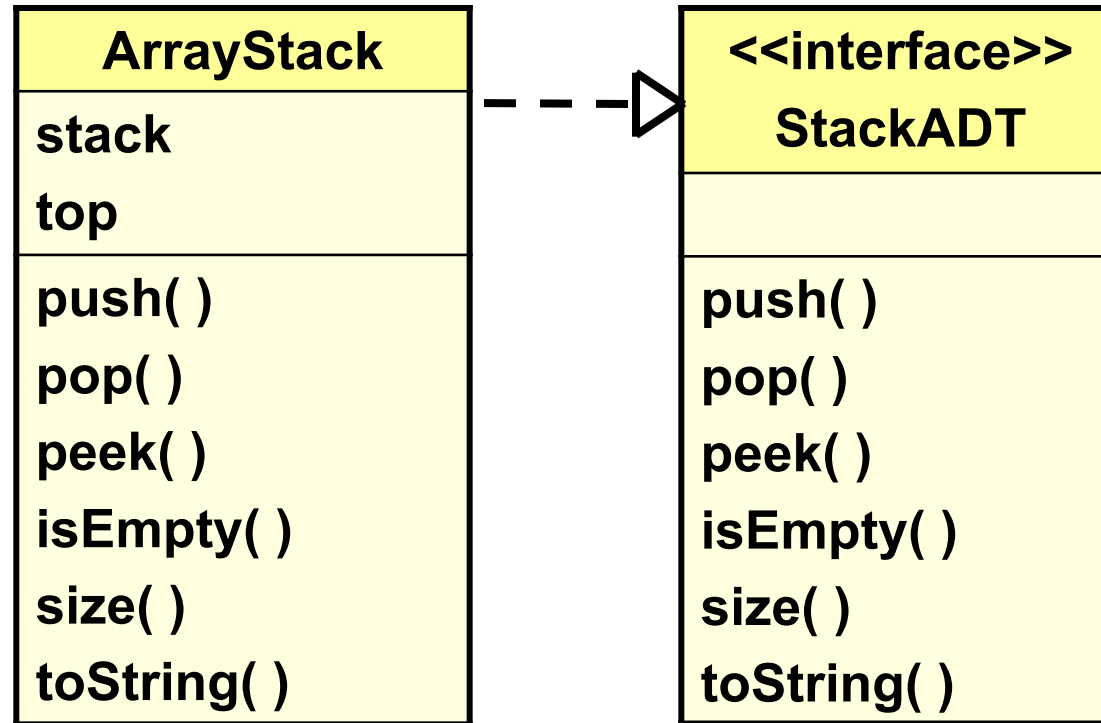 ArrayStack
stack
top
push( )
pop( )
peek( )
isEmpty( )
size( )
toString( )
<<interface>>
StackADT
push( )
pop( )
peek( )
isEmpty( )
size( )
toString( )